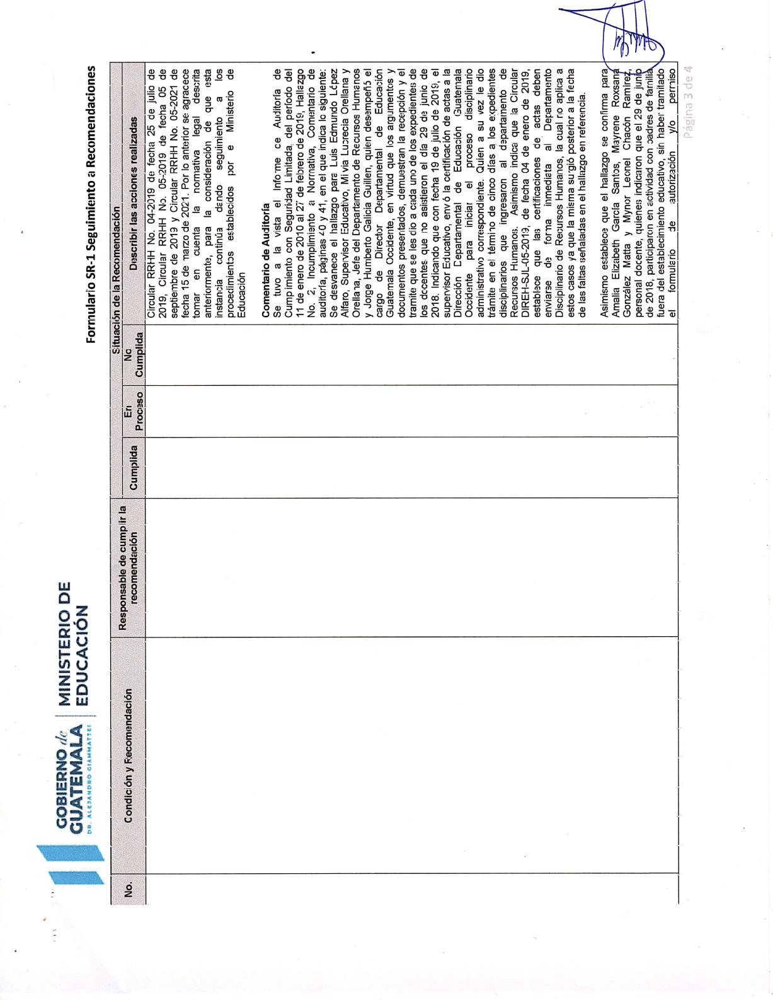 GOBIERNO de
GUATEMALA
DR. ALEJANDRO GIAMMATTEI
MINISTERIO DE
EDUCACIÓN
Formulario SR-1 Seguimiento a Recomendaciones
No.
Condición y Recomendación
Responsable de cumplir la
recomendación
Situación de la Recomendación
Cumplida
En
Proceso
No
Cumplida
Describir las acciones realizadas
Circular RRHH No. 04-2019 de fecha 25 de julio de
2019, Circular RRHH No. 05-2019 de fecha 05 de
septiembre de 2019 y Circular RRHH No. 05-2021 de
fecha 15 de marzo de 2021. Por lo anterior se agradece
tomar en cuenta la normativa legal descrita
anteriormente, para la consideración de que esta
instancia continúa dando seguimiento a los
procedimientos establecidos por e Ministerio de
Educación
Comentario de Auditoría
Se tuvo a la vista el Informe de Auditoría de
Cumplimiento con Seguridad Limitada, del período del
11 de enero de 2010 al 27 de febrero de 2019, Hallazgo
No. 2, Incumplimiento a Normativa, Comentario de
auditoría, páginas 40 y 41, en el que indica lo siguiente:
Se desvanece el hallazgo para Luis Edmundo López
Alfaro, Supervisor Educativo, Milvia Lucrecia Orellana y
Orellana, Jefe del Departamento de Recursos Humanos
y Jorge Humberto Galicia Guillen, quien desempeñó el
cargo de Director Departamental de Educación
Guatemala Occidente, en virtud que los argumentos y
documentos presentados, demuestran la recepción y el
tramite que se les dio a cada uno de los expedientes de
los docentes que no asistieron el día 29 de junio de
2018. Indicando que con fecha 19 de julio de 2019, el
supervisor Educativo, envió la certificación de actas a la
Dirección Departamental de Educación Guatemala
Occidente para iniciar el proceso disciplinario
administrativo correspondiente. Quien a su vez le dio
trámite en el término de cinco días a los expedientes
disciplinarios que ingresaron al departamento de
Recursos Humanos. Asimismo indica que la Circular
DIREH-SJL-05-2019, de fecha 04 de enero de 2019,
establece que las certificaciones de actas deben
enviarse de forma inmediata al Departamento
Disciplinario de Recursos Humanos, la cual no aplica a
estos casos ya que la misma surgió posterior a la fecha
de las faltas señaladas en el hallazgo en referencia.
Asimismo establece que el hallazgo se confirma para
Amalia Elizabeth García Santos, Mayrene Roxsana
González Matta y Mynor Leonel Chacón Ramírez,
personal docente, quienes indicaron que el 29 de junio
de 2018, participaron en actividad con padres de familia
fuera del establecimiento educativo, sin haber tramitado
el formulario de autorización y/o permiso
Página 3 de 4